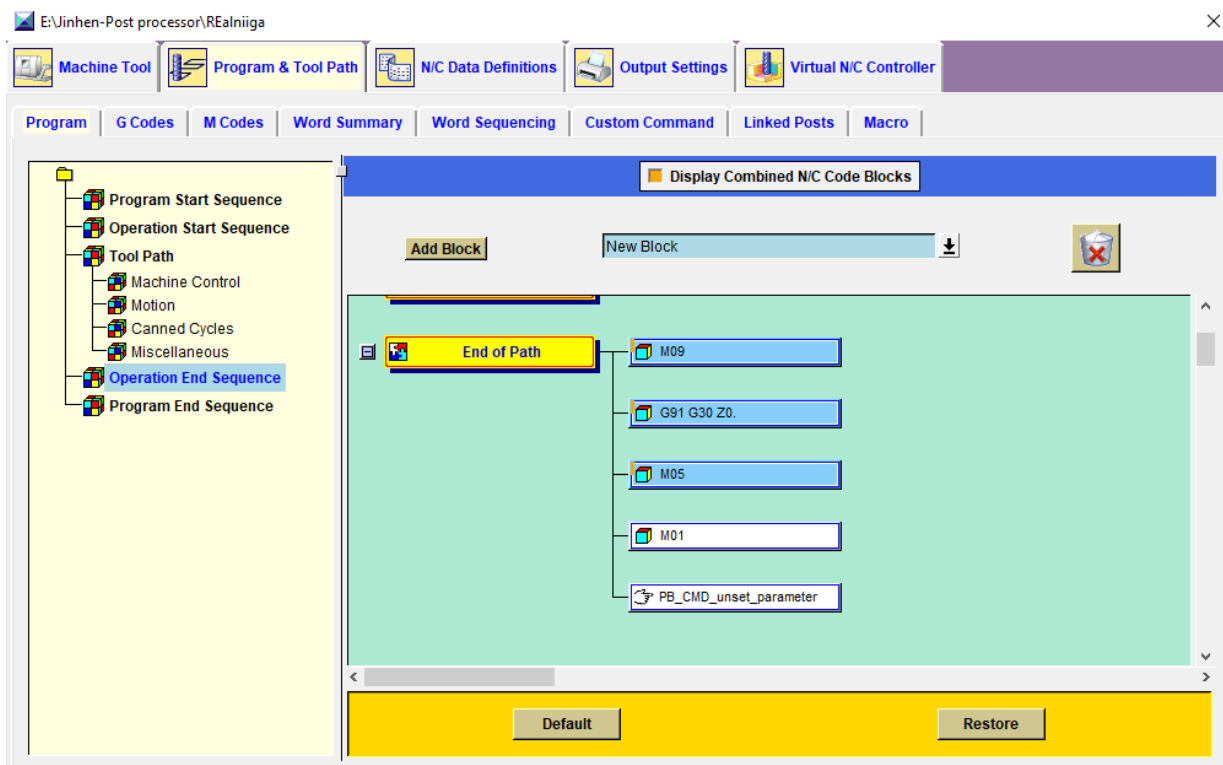 E:\Jinhen-Post processor\REalniiga
Machine Tool
Program & Tool Path
N/C Data Definitions
Output Settings
Virtual N/C Controller
Program
G Codes
M Codes
Word Summary
Word Sequencing
Custom Command
Linked Posts
Macro
Program Start Sequence
Operation Start Sequence
Tool Path
Machine Control
Motion
Canned Cycles
Miscellaneous
Operation End Sequence
Program End Sequence
Display Combined N/C Code Blocks
Add Block
New Block
End of Path
M09
G91 G30 Z0.
M05
M01
PB_CMD_unset_parameter
Default
Restore